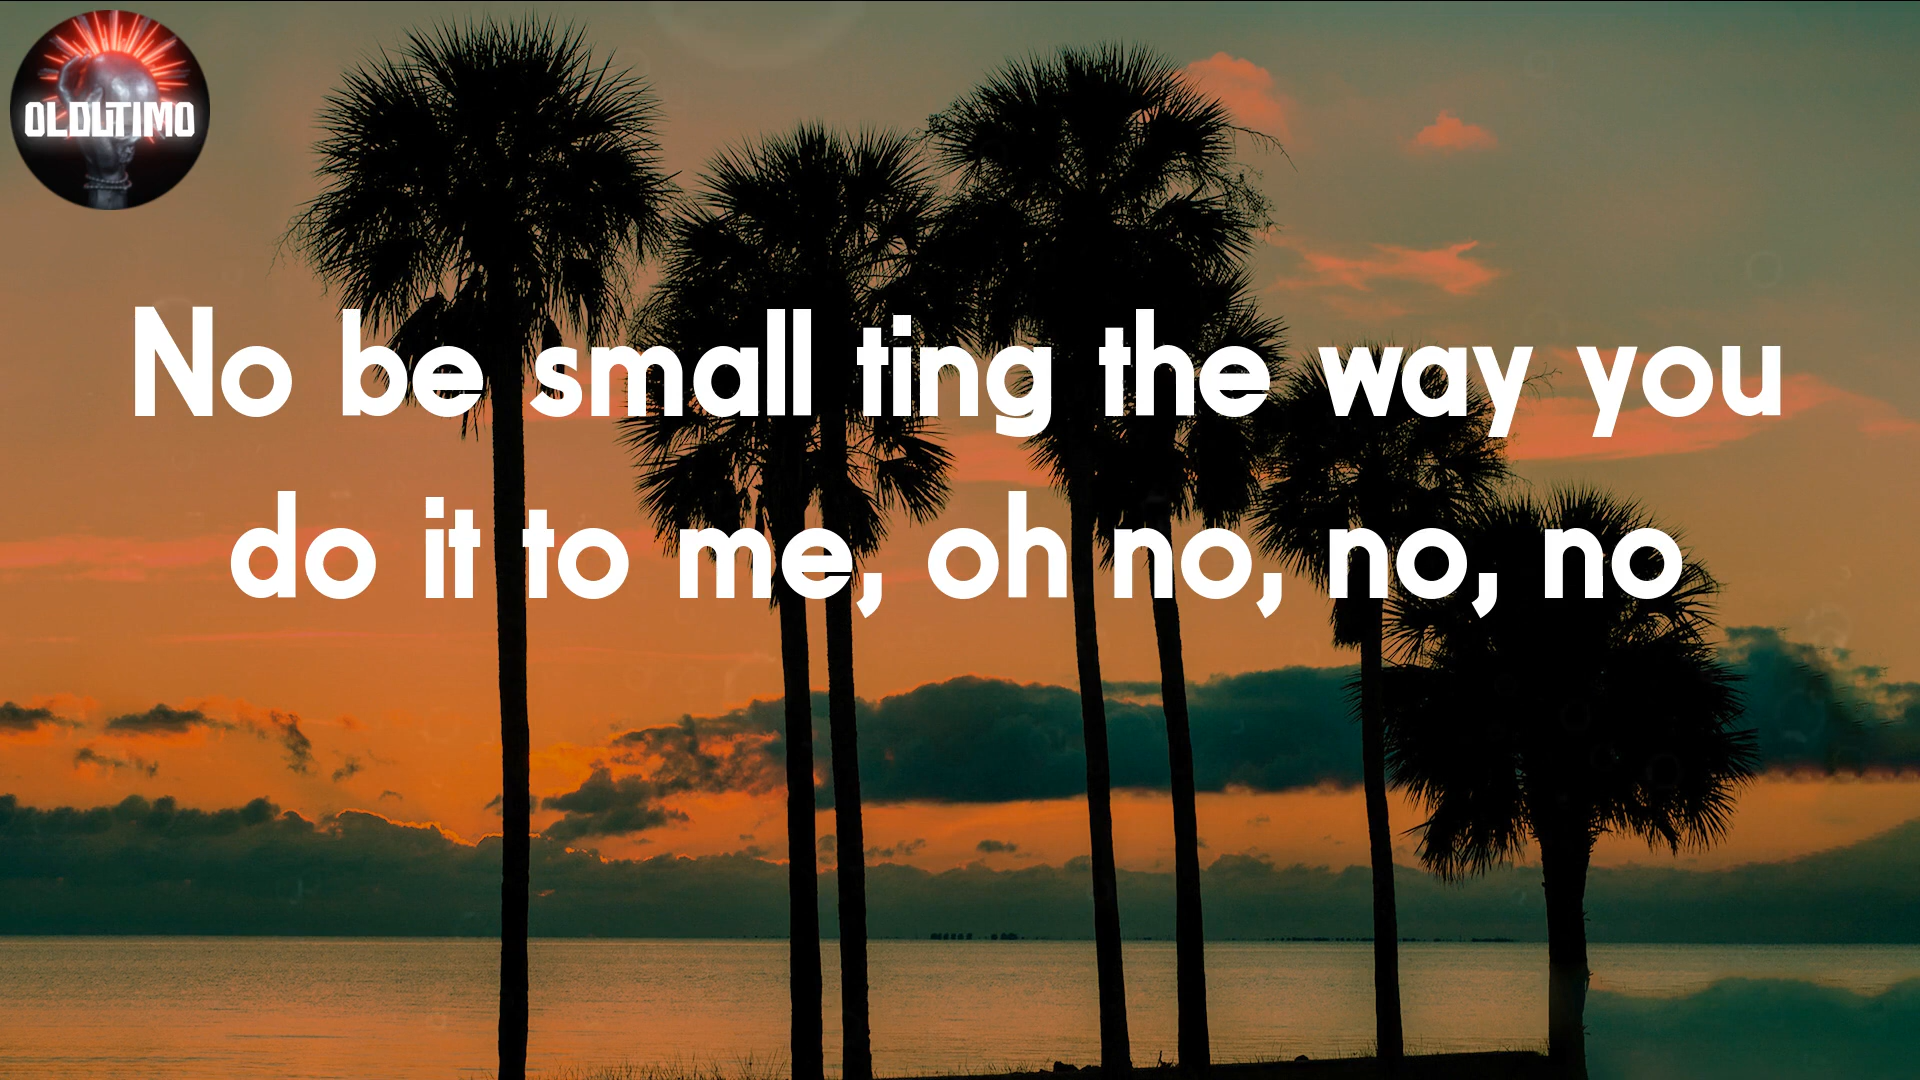 OLDUTIMO
No be small ting the way you
do it to me, oh no, no, no